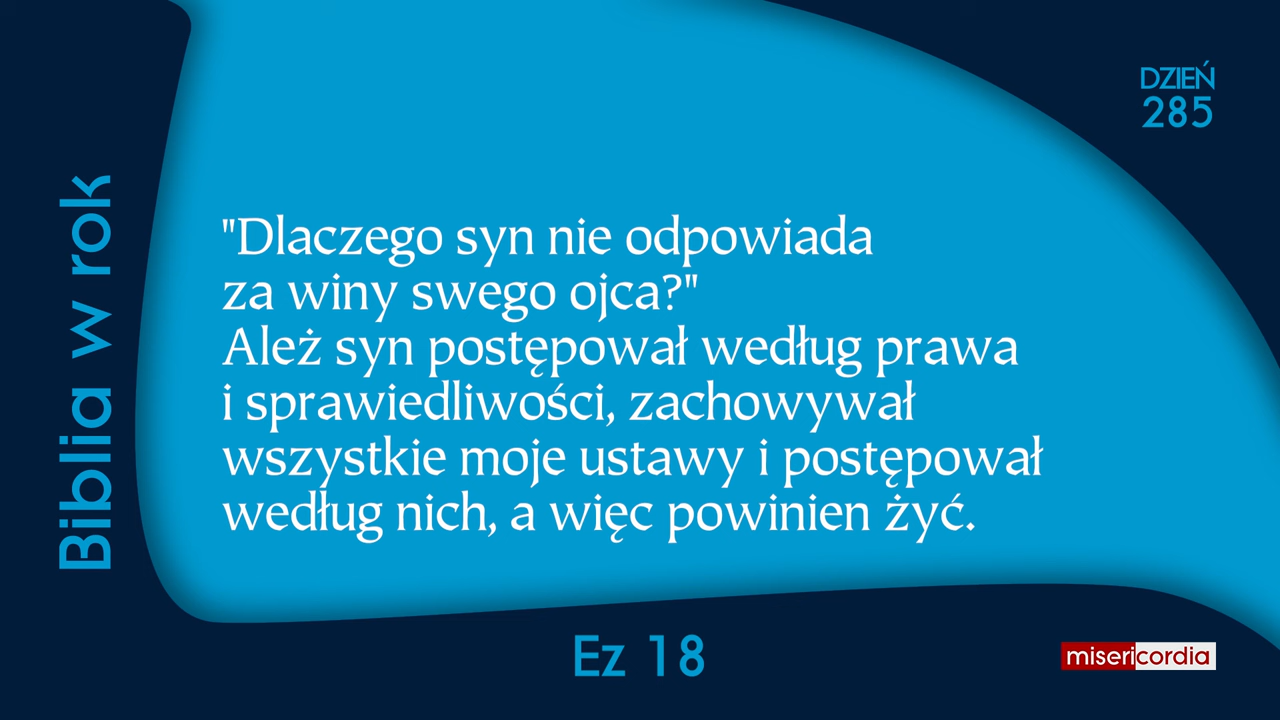 DZIEŃ
285
Biblia w rok
"Dlaczego syn nie odpowiada
za winy swego ojca?"
Ależ syn postępował według prawa
i sprawiedliwości, zachowywał
wszystkie moje ustawy i postępował
według nich, a więc powinien żyć.
Ez 18
misericordia